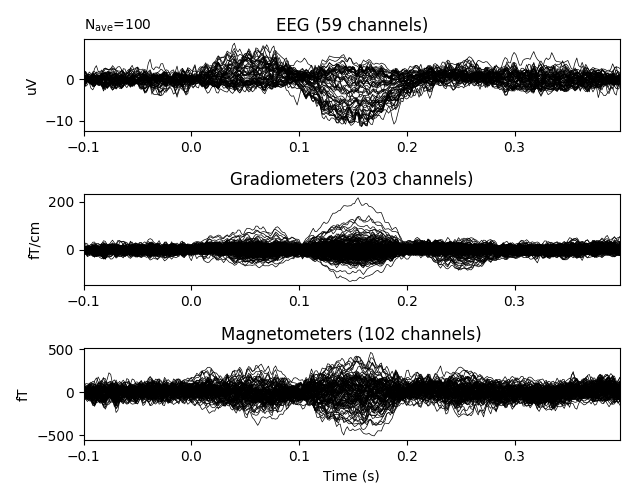 N_ave=100
EEG (59 channels)
uV
0
−10
−0.1 0.0 0.1 0.2 0.3
Gradiometers (203 channels)
fT/cm
200
0
−0.1 0.0 0.1 0.2 0.3
Magnetometers (102 channels)
fT
500
0
−500
−0.1 0.0 0.1 0.2 0.3
Time (s)